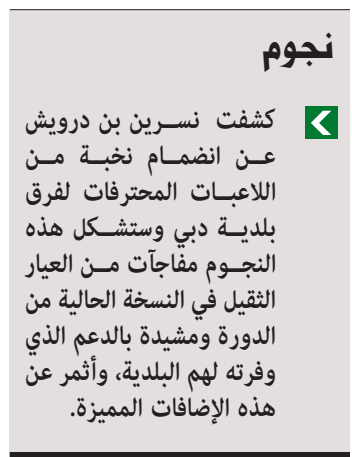 نجوم
كشفت نسرين بن درويش
عن انضمام نخبة من
اللاعبات المحترفات لفرق
بلدية دبي وستشكل هذه
النجوم مفاجآت من العيار
الثقيل في النسخة الحالية من
الدورة ومشيدة بالدعم الذي
وفرته لهم البلدية، وأثمر عن
هذه الإضافات المميزة.